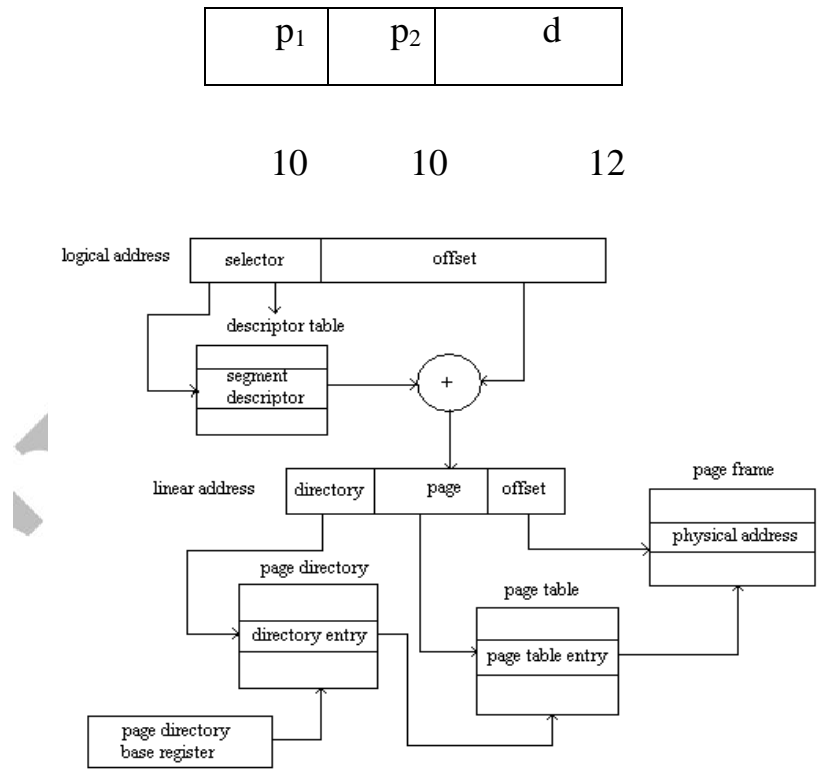 p₁ p₂ d
10 10 12
logical address selector offset
descriptor table
segment
descriptor
+
linear address directory page offset
page frame
physical address
page directory
page table
directory entry
page table entry
page directory
base register